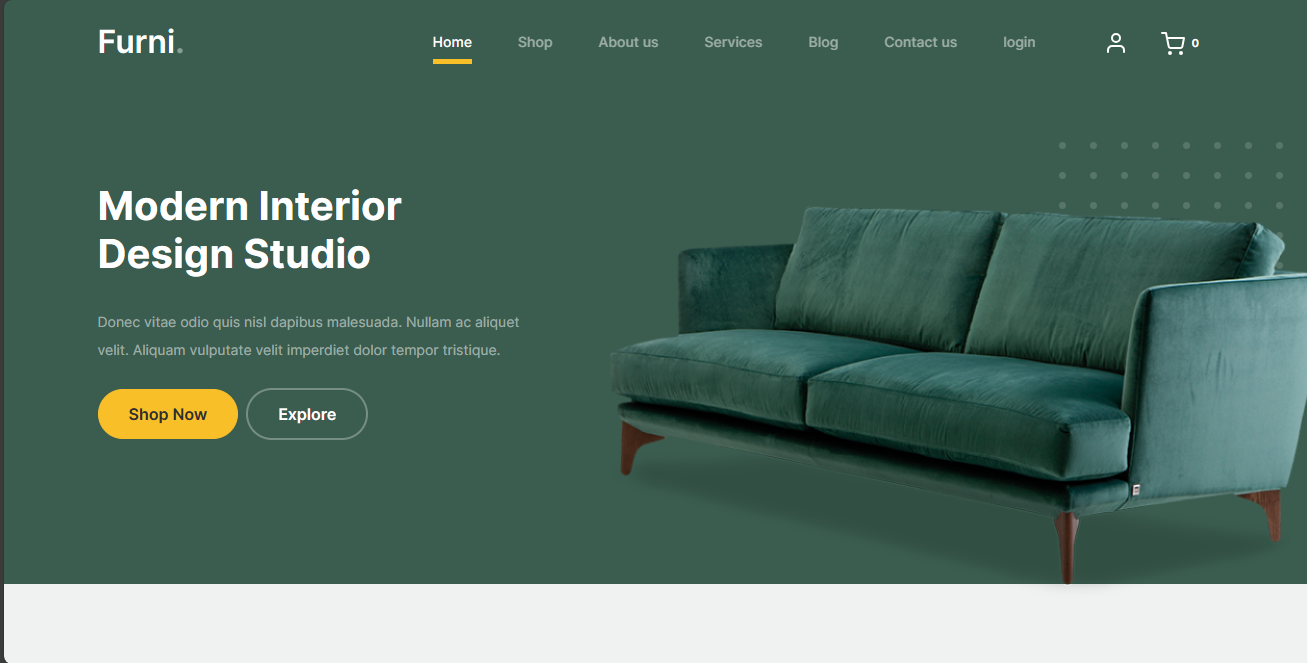 Furni.
Home Shop About us Services Blog Contact us login
0
Modern Interior
Design Studio
Donec vitae odio quis nisl dapibus malesuada. Nullam ac aliquet
velit. Aliquam vulputate velit imperdiet dolor tempor tristique.
Shop Now Explore